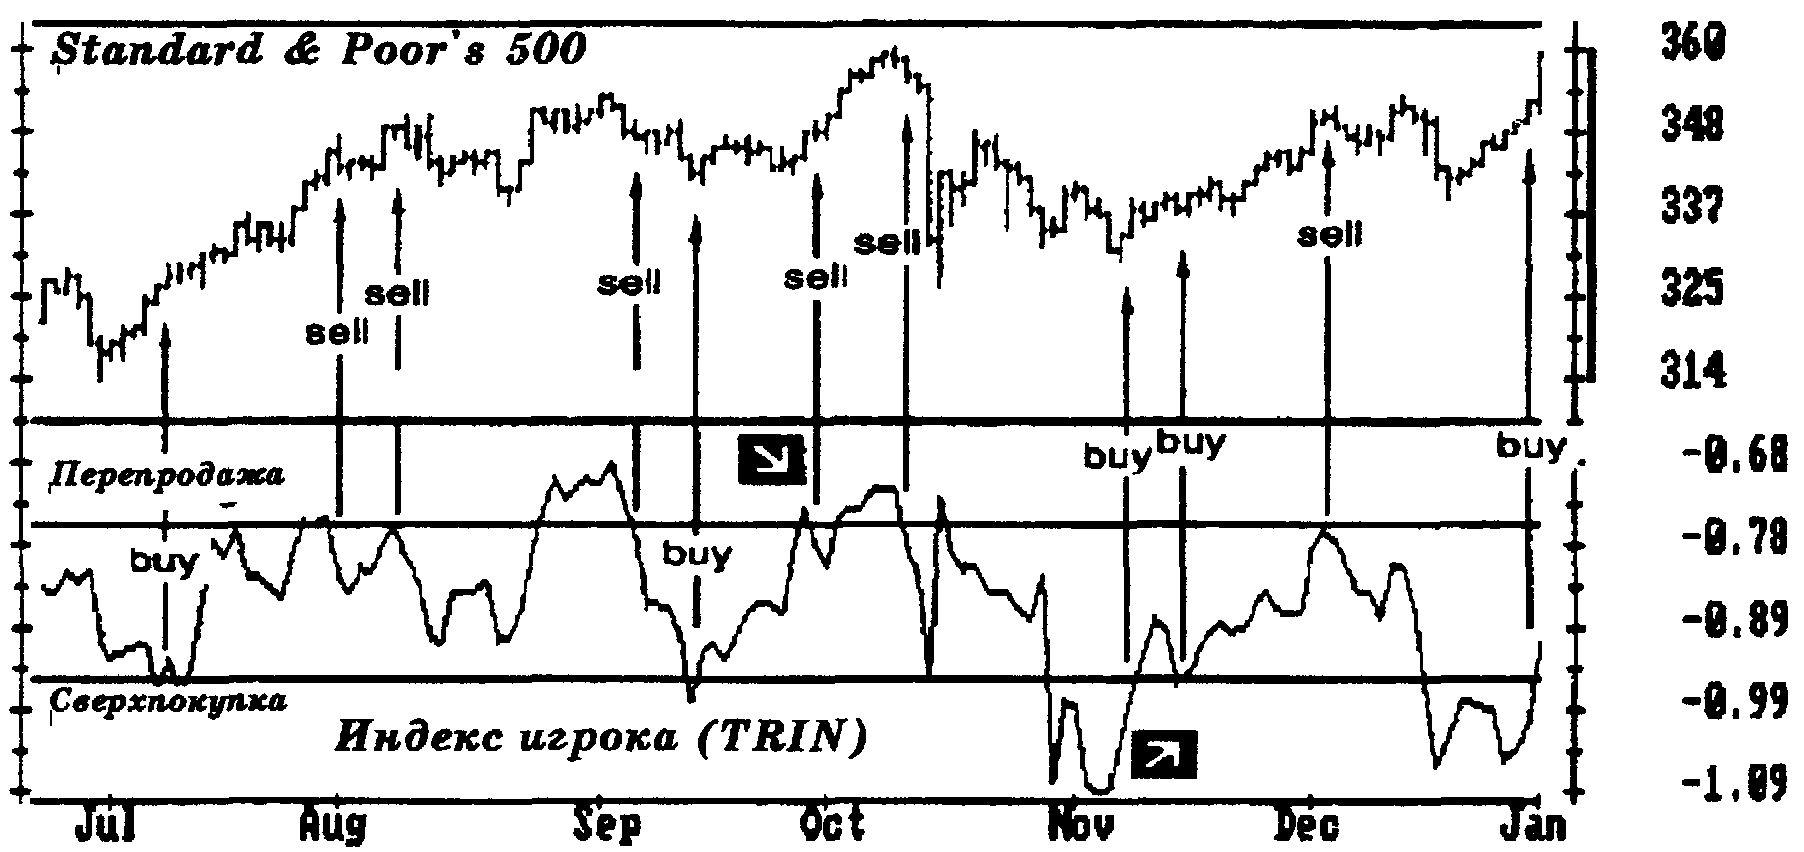 Standard & Poor's 500
360
348
337
325
314
sell
sell
sell
sell
sell
sell
buy
buy
buy
buy
buy
Перепродажа
-0.68
-0.78
-0.89
Сверхпокупка
-0.99
Индекс игрока (TRIN)
-1.09
Jul Aug Sep Oct Nov Dec Jan